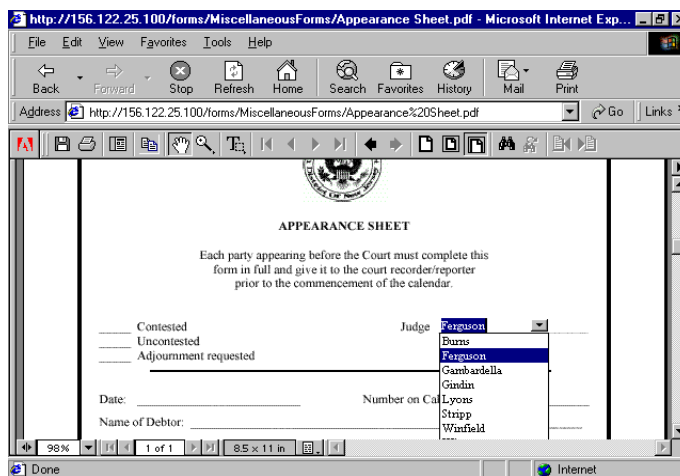 http://156.122.25.100/forms/MiscellaneousForms/Appearance Sheet.pdf - Microsoft Internet Exp...
File Edit View Favorites Tools Help
Back Forward Stop Refresh Home Search Favorites History Mail Print
Address http://156.122.25.100/forms/MiscellaneousForms/Appearance%20Sheet.pdf Go Links
District of New Jersey
APPEARANCE SHEET
Each party appearing before the Court must complete this
form in full and give it to the court recorder/reporter
prior to the commencement of the calendar.
Contested Judge Ferguson
Uncontested Burns
Adjournment requested Ferguson
Gambardella
Gindin
Date: Number on Cal Lyons
Stripp
Name of Debtor: Winfield
98% 1 of 1 8.5 x 11 in
Done Internet